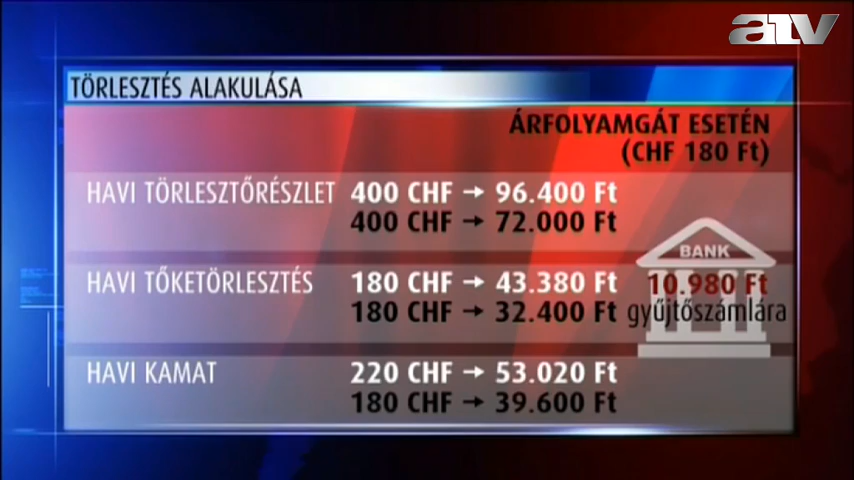 atv
TÖRLESZTÉS ALAKULÁSA
ÁRFOLYAMGÁT ESETÉN
(CHF 180 Ft)
HAVI TÖRLESZTŐRÉSZLET 400 CHF → 96.400 Ft
400 CHF → 72.000 Ft
BANK
HAVI TŐKETÖRLESZTÉS 180 CHF → 43.380 Ft 10.980 Ft
180 CHF → 32.400 Ft gyűjtőszámlára
HAVI KAMAT 220 CHF → 53.020 Ft
180 CHF → 39.600 Ft